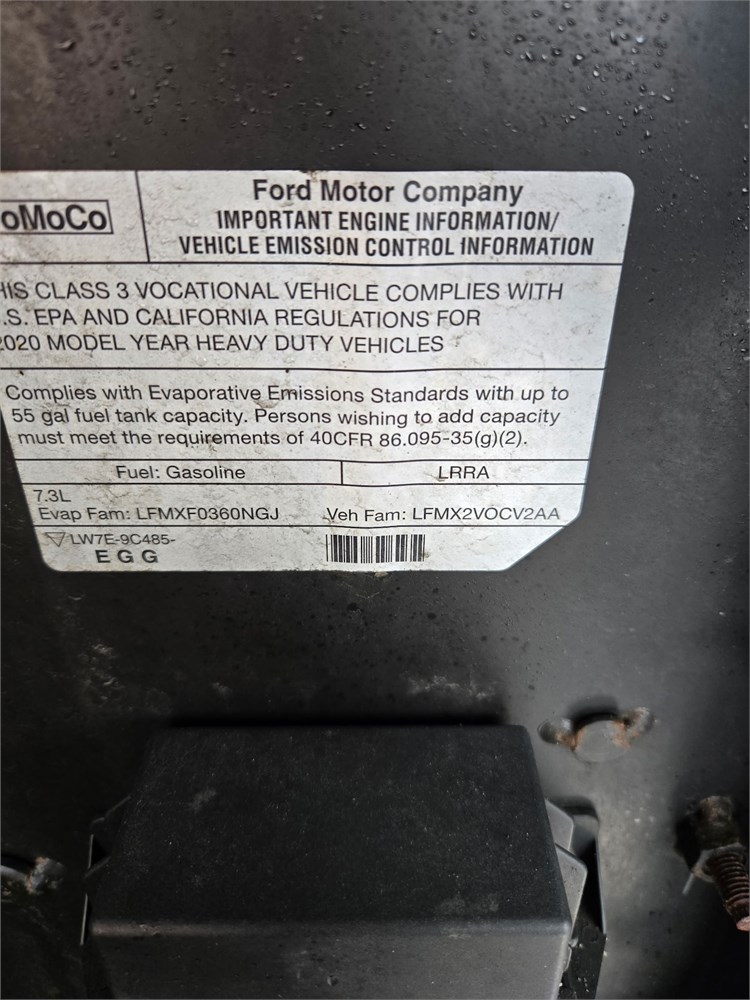 oMoCo
Ford Motor Company
IMPORTANT ENGINE INFORMATION/
VEHICLE EMISSION CONTROL INFORMATION
HIS CLASS 3 VOCATIONAL VEHICLE COMPLIES WITH
.S. EPA AND CALIFORNIA REGULATIONS FOR
2020 MODEL YEAR HEAVY DUTY VEHICLES
Complies with Evaporative Emissions Standards with up to
55 gal fuel tank capacity. Persons wishing to add capacity
must meet the requirements of 40CFR 86.095-35(g)(2).
Fuel: Gasoline LRRA
7.3L
Evap Fam: LFMXF0360NGJ Veh Fam: LFMX2VOCV2AA
LW7E-9C485-
E G G